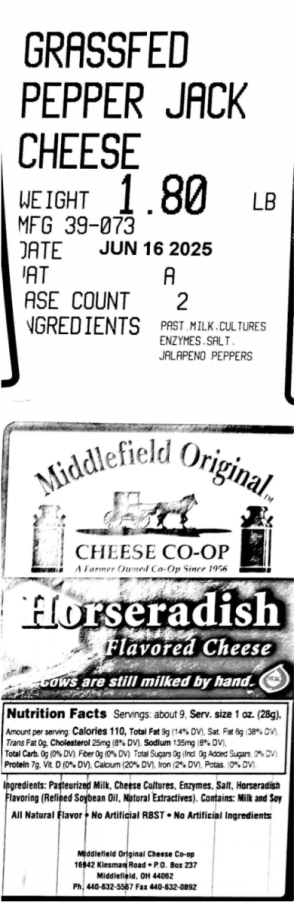 GRASSFED
PEPPER JACK
CHEESE
WEIGHT 1.80 LB
MFG 39-073
DATE JUN 16 2025
VAT A
ASE COUNT 2
NGREDIENTS PAST.MILK.CULTURES
ENZYMES.SALT.
JALAPENO PEPPERS
Middlefield Original
TM
CHEESE CO-OP
A Farmer Owned Co-Op Since 1956
Horseradish
Flavored Cheese
Cows are still milked by hand.
REAL
Nutrition Facts Servings: about 9, Serv. size 1 oz. (28g),
Amount per serving Calories 110, Total Fat 9g (14% DV), Sat. Fat 6g (38% DV),
Trans Fat 0g, Cholesterol 25mg (8% DV), Sodium 135mg (6% DV),
Total Carb. 0g (0% DV), Fiber 0g (0% DV), Total Sugars 0g (Incl. 0g Added Sugars, 0% DV),
Protein 7g, Vit. D (0% DV), Calcium (20% DV), Iron (2% DV), Potas. (0% DV).
Ingredients: Pasteurized Milk, Cheese Cultures, Enzymes, Salt, Horseradish
Flavoring (Refined Soybean Oil, Natural Extractives). Contains: Milk and Soy
All Natural Flavor • No Artificial RBST • No Artificial Ingredients
Middlefield Original Cheese Co-op
16942 Kinsman Road • P.O. Box 237
Middlefield, OH 44062
Ph. 440-632-5567 Fax 440-632-0892